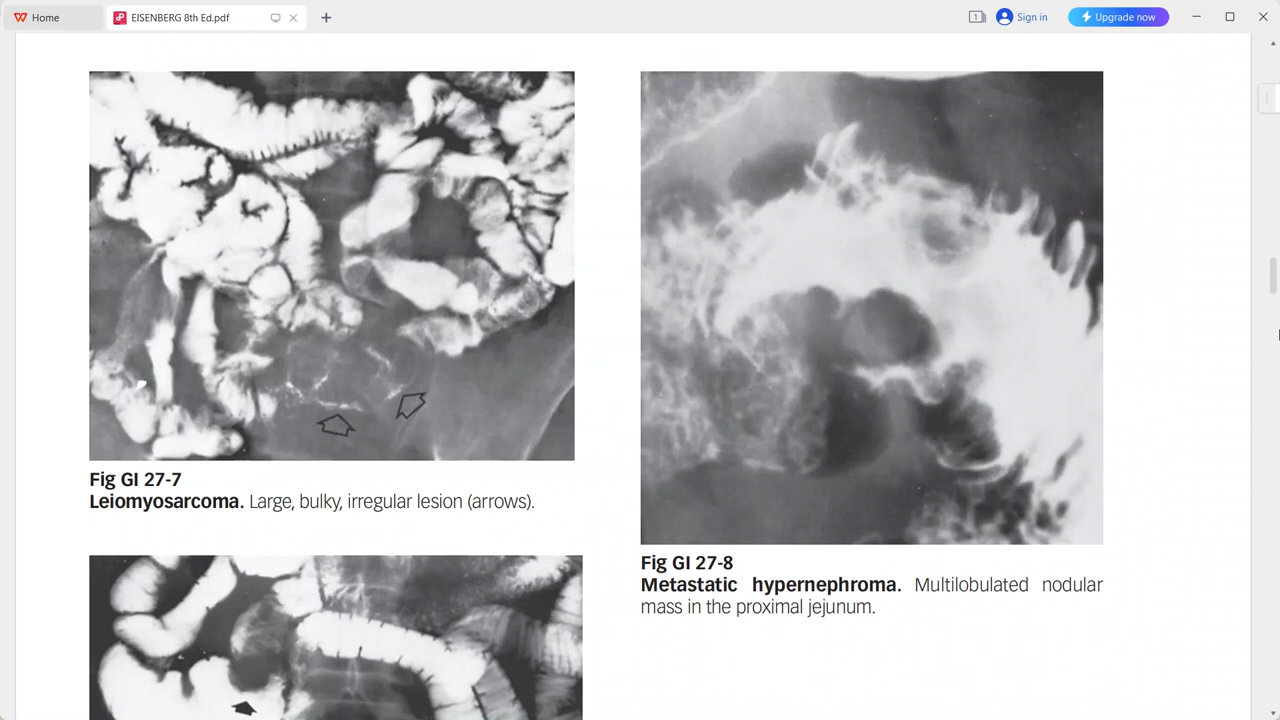 Home
EISENBERG 8th Ed.pdf
1
Sign in
Upgrade now
Fig GI 27-7
Leiomyosarcoma. Large, bulky, irregular lesion (arrows).
Fig GI 27-8
Metastatic hypernephroma. Multilobulated nodular
mass in the proximal jejunum.